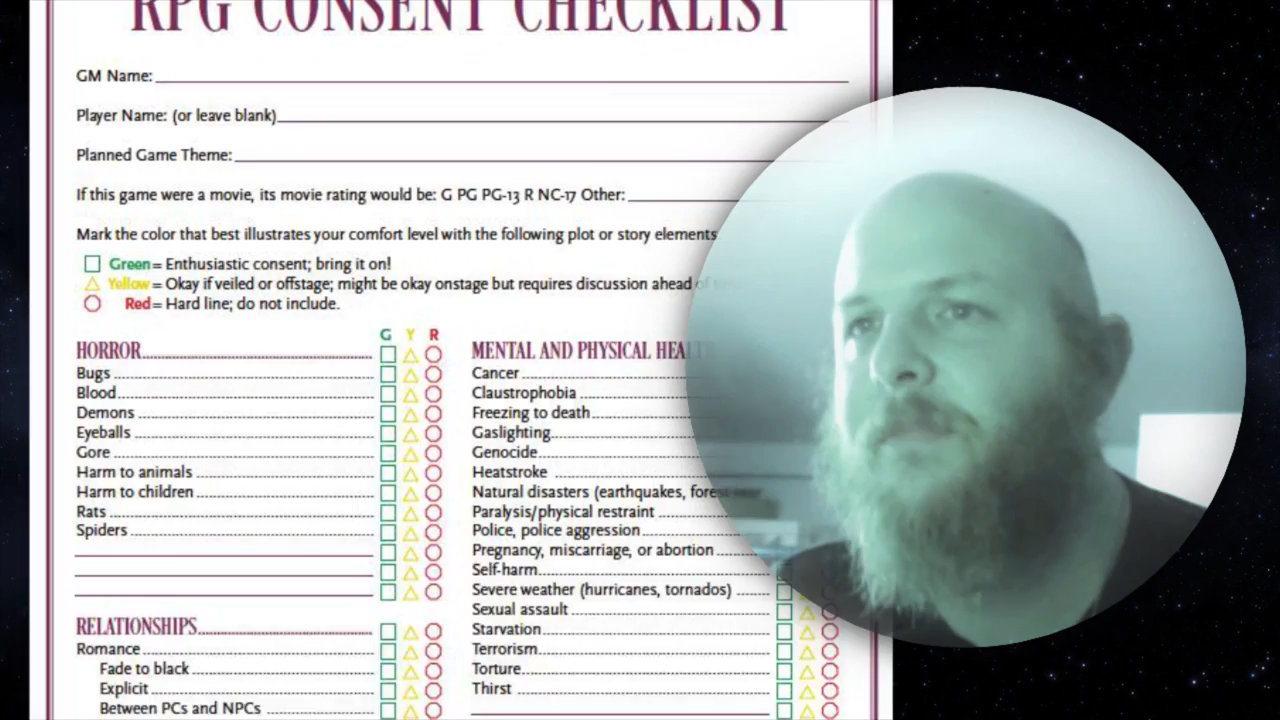 RPG CONSENT CHECKLIST
GM Name:
Player Name: (or leave blank)
Planned Game Theme:
If this game were a movie, its movie rating would be: G PG PG-13 R NC-17 Other:
Mark the color that best illustrates your comfort level with the following plot or story elements
Green = Enthusiastic consent; bring it on!
Yellow = Okay if veiled or offstage; might be okay onstage but requires discussion ahead of
Red = Hard line; do not include.
G Y R
HORROR
Bugs
Blood
Demons
Eyeballs
Gore
Harm to animals
Harm to children
Rats
Spiders
RELATIONSHIPS
Romance
Fade to black
Explicit
Between PCs and NPCs
MENTAL AND PHYSICAL HEA
Cancer
Claustrophobia
Freezing to death
Gaslighting
Genocide
Heatstroke
Natural disasters (earthquakes, forest
Paralysis/physical restraint
Police, police aggression
Pregnancy, miscarriage, or abortion
Self-harm
Severe weather (hurricanes, tornados)
Sexual assault
Starvation
Terrorism
Torture
Thirst